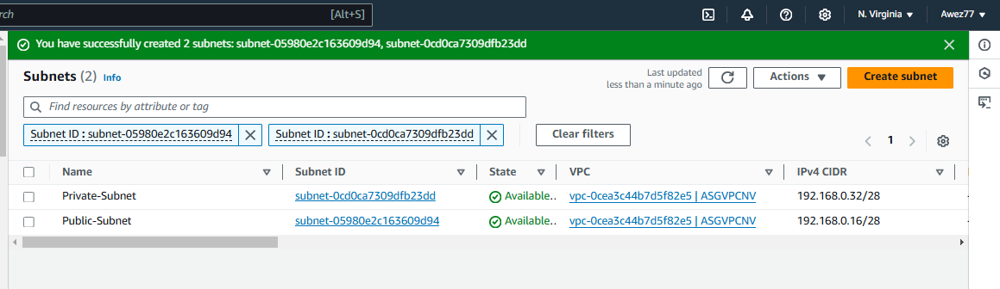 rch [Alt+S] N. Virginia Awez77
You have successfully created 2 subnets: subnet-05980e2c163609d94, subnet-0cd0ca7309dfb23dd
Subnets (2) Info
Last updated
less than a minute ago
Actions
Create subnet
Find resources by attribute or tag
Subnet ID : subnet-05980e2c163609d94
Subnet ID : subnet-0cd0ca7309dfb23dd
Clear filters
1
Name Subnet ID State VPC IPv4 CIDR
Private-Subnet subnet-0cd0ca7309dfb23dd Available.. vpc-0cea3c44b7d5f82e5 | ASGVPCNV 192.168.0.32/28 -
Public-Subnet subnet-05980e2c163609d94 Available.. vpc-0cea3c44b7d5f82e5 | ASGVPCNV 192.168.0.16/28 -